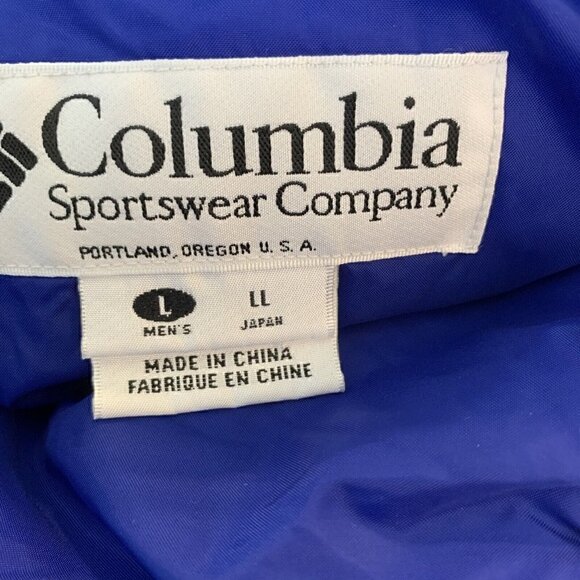 Columbia
Sportswear Company
PORTLAND, OREGON U.S.A.
L LL
MEN'S JAPAN
MADE IN CHINA
FABRIQUE EN CHINE